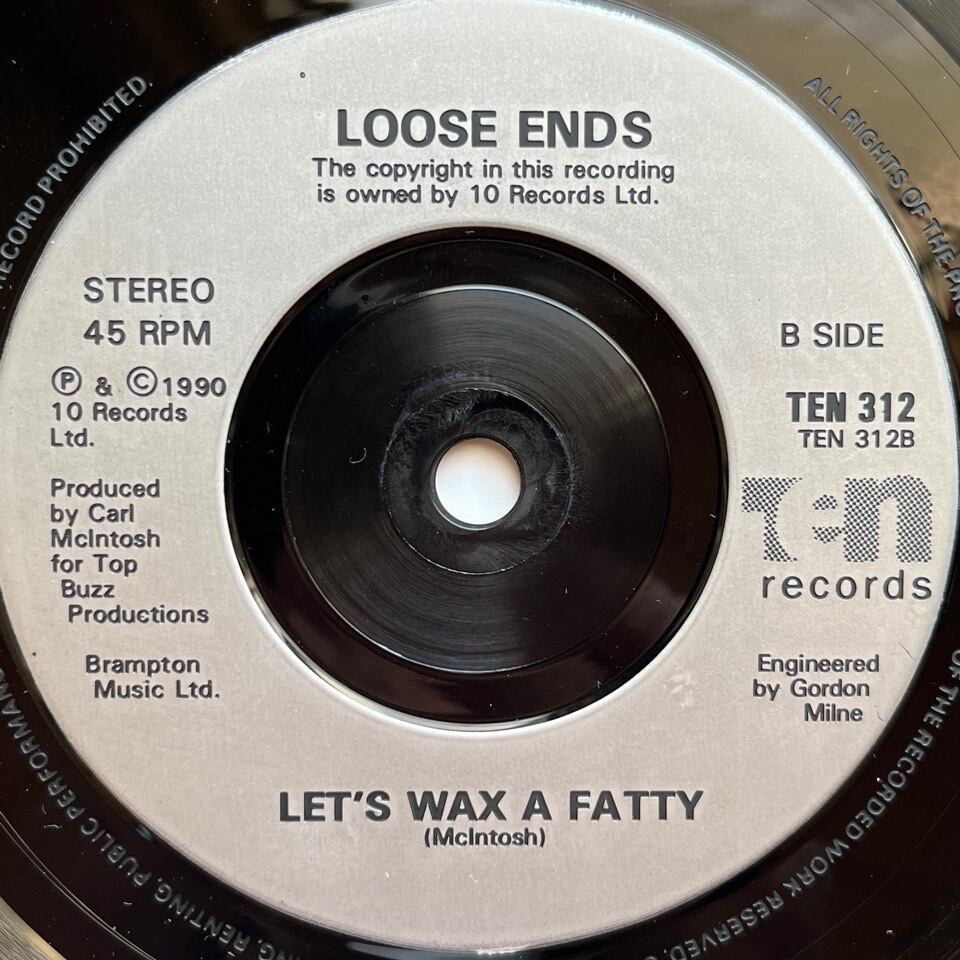 LOOSE ENDS
The copyright in this recording
is owned by 10 Records Ltd.
STEREO
45 RPM
℗ & ©1990
10 Records
Ltd.
Produced
by Carl
McIntosh
for Top
Buzz
Productions
Brampton
Music Ltd.
B SIDE
TEN 312
TEN 312B
Ten
records
Engineered
by Gordon
Milne
LET'S WAX A FATTY
(McIntosh)
ALL RIGHTS OF THE
OF THE RECORDED WORK RESERVED.
RENTING, PUBLIC PERFORMANC
RECORD PROHIBITED.